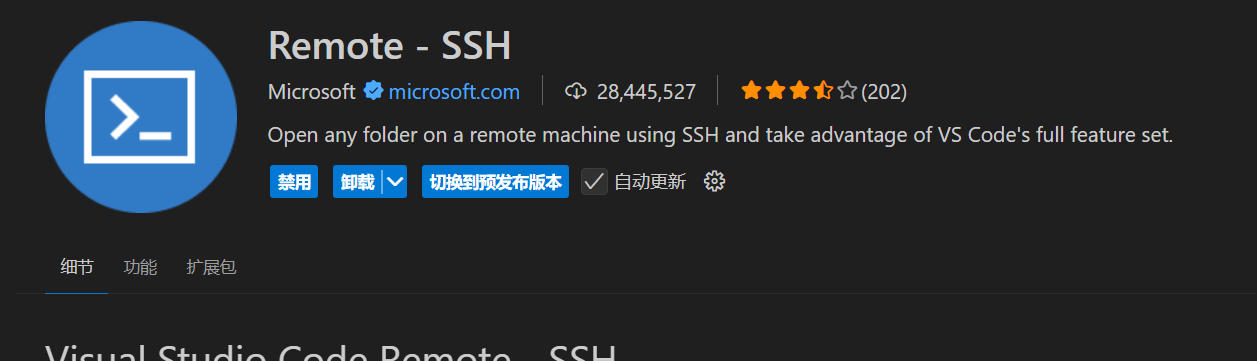 Remote - SSH
Microsoft microsoft.com 28,445,527 (202)
Open any folder on a remote machine using SSH and take advantage of VS Code's full feature set.
禁用 卸载 切换到预发布版本 自动更新
细节 功能 扩展包
Visual Studio Code Remote - SSH